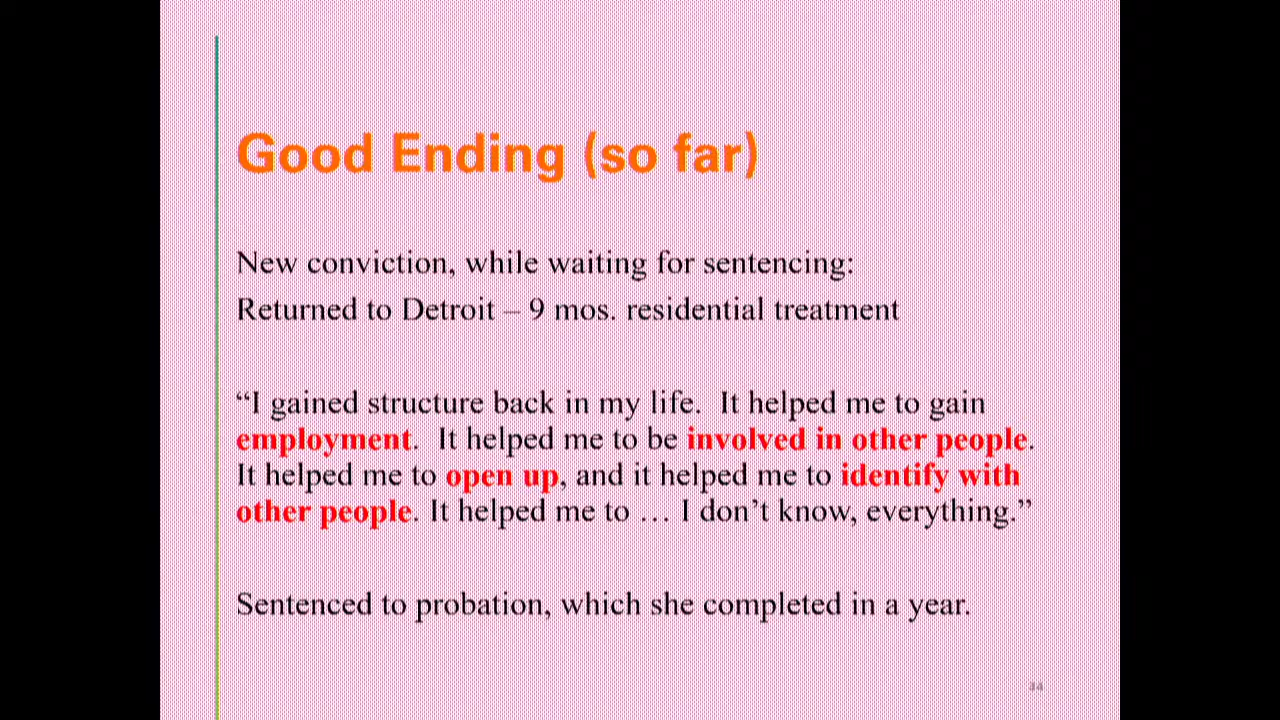 Good Ending (so far)
New conviction, while waiting for sentencing:
Returned to Detroit – 9 mos. residential treatment
“I gained structure back in my life.  It helped me to gain
employment.  It helped me to be involved in other people.
It helped me to open up, and it helped me to identify with
other people. It helped me to … I don’t know, everything.”
Sentenced to probation, which she completed in a year.
34